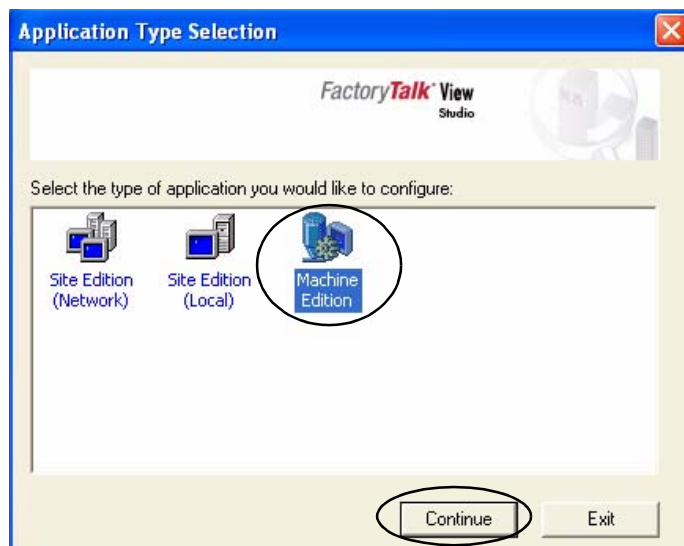 Application Type Selection
FactoryTalk View
Studio
Select the type of application you would like to configure:
Site Edition
(Network)
Site Edition
(Local)
Machine
Edition
Continue
Exit